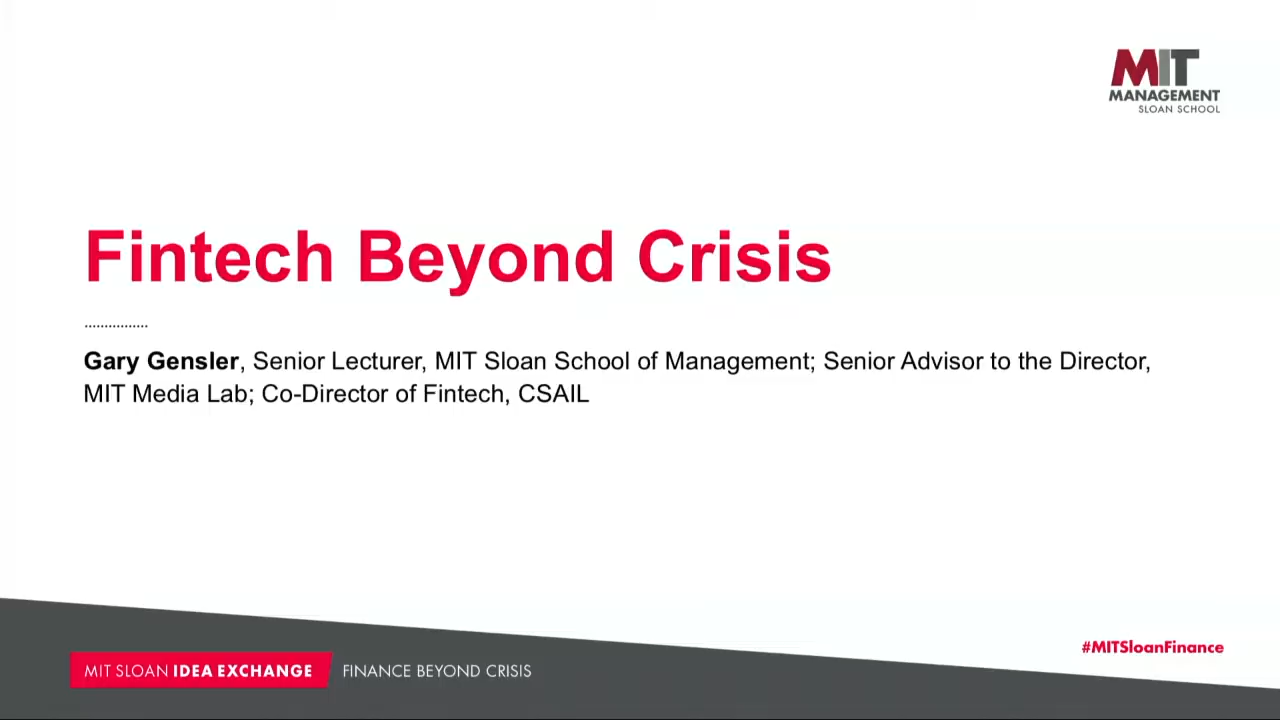 MIT
MANAGEMENT
SLOAN SCHOOL
Fintech Beyond Crisis
Gary Gensler, Senior Lecturer, MIT Sloan School of Management; Senior Advisor to the Director,
MIT Media Lab; Co-Director of Fintech, CSAIL
#MITSloanFinance
MIT SLOAN IDEA EXCHANGE FINANCE BEYOND CRISIS